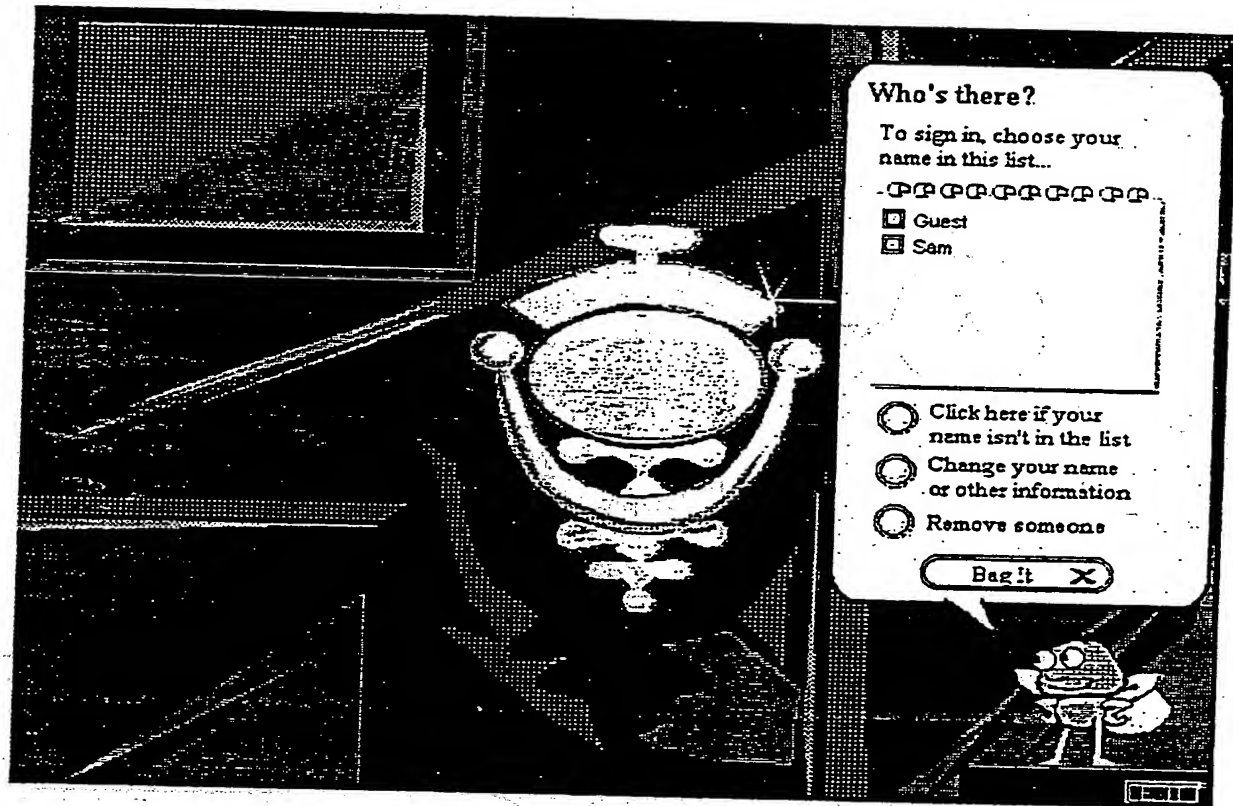 Who's there?
To sign in, choose your
name in this list...
Guest
Sam
Click here if your
name isn't in the list
Change your name
or other information
Remove someone
Bag It